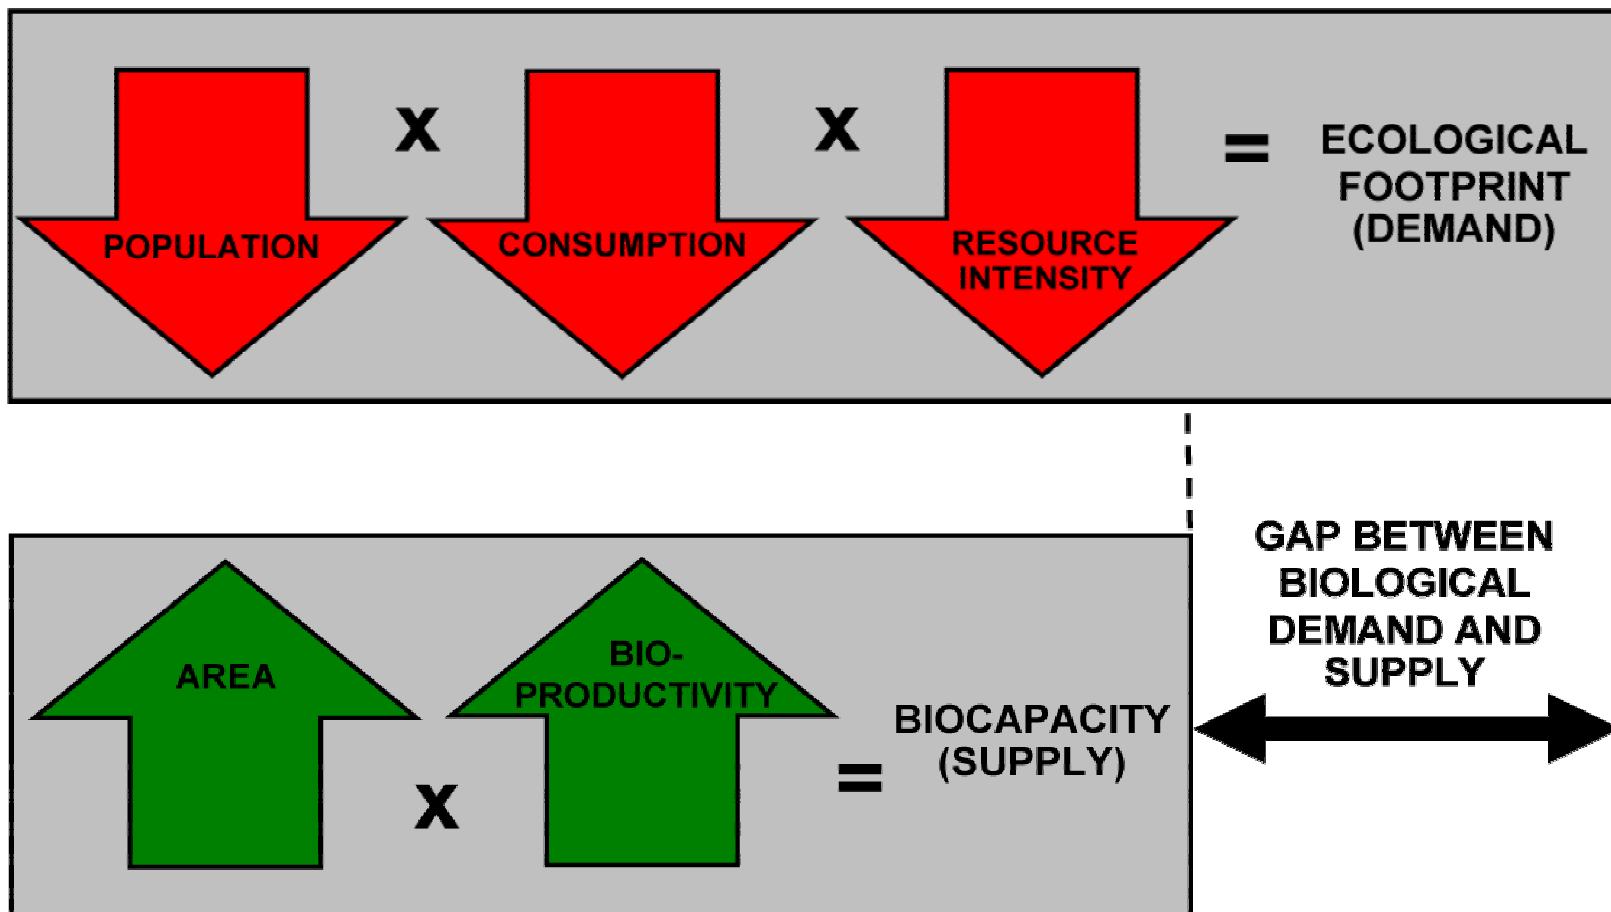 POPULATION
X
CONSUMPTION
X
RESOURCE
INTENSITY
=
ECOLOGICAL
FOOTPRINT
(DEMAND)
AREA
X
BIO-
PRODUCTIVITY
=
BIOCAPACITY
(SUPPLY)
GAP BETWEEN
BIOLOGICAL
DEMAND AND
SUPPLY